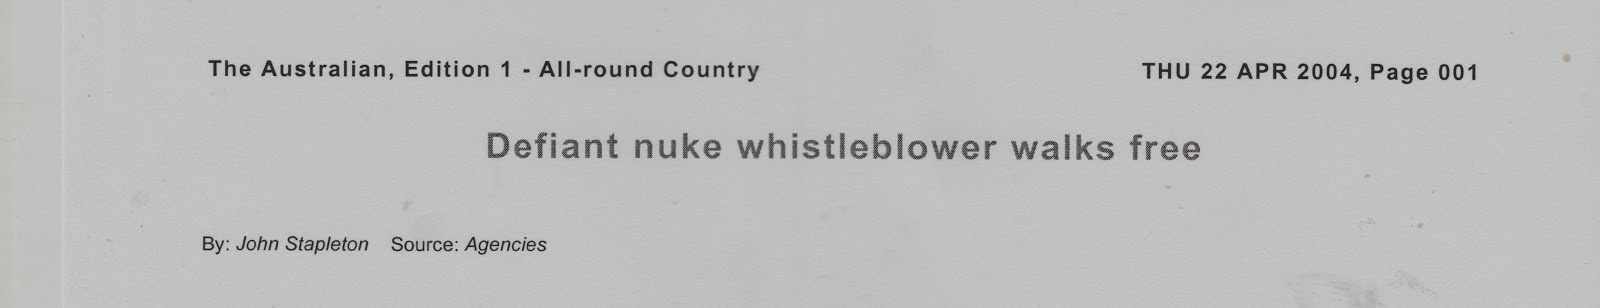 The Australian, Edition 1 - All-round Country THU 22 APR 2004, Page 001
Defiant nuke whistleblower walks free
By: John Stapleton Source: Agencies